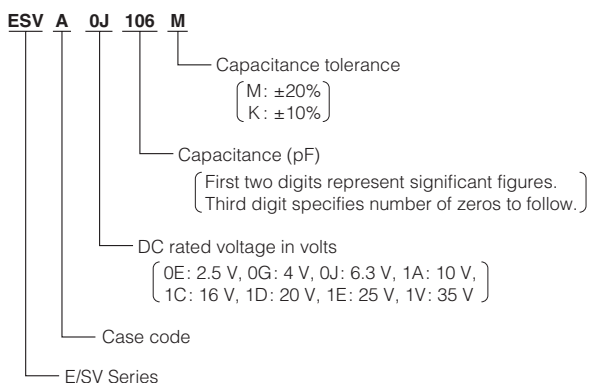 ESV A 0J 106 M
Capacitance tolerance
M: ±20%
K: ±10%
Capacitance (pF)
First two digits represent significant figures.
Third digit specifies number of zeros to follow.
DC rated voltage in volts
0E: 2.5 V, 0G: 4 V, 0J: 6.3 V, 1A: 10 V,
1C: 16 V, 1D: 20 V, 1E: 25 V, 1V: 35 V
Case code
E/SV Series